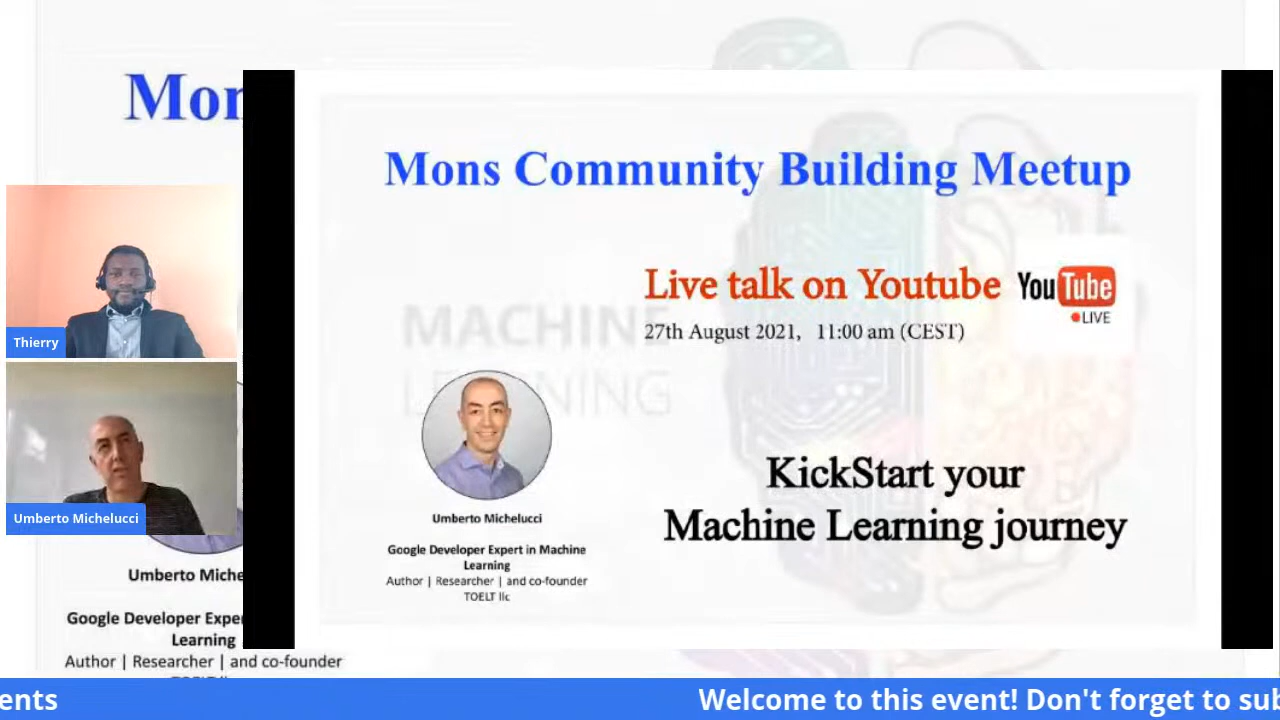 Mons Community Building Meetup
Live talk on Youtube
YouTube
LIVE
27th August 2021, 11:00 am (CEST)
MACHINE
LEARNING
Umberto Michelucci
Google Developer Expert in Machine
Learning
Author | Researcher | and co-founder
TOELT llc
KickStart your
Machine Learning journey
Mon
Thierry
Umberto Michelucci
Umberto Miche
Google Developer Exper
Learning
Author | Researcher | and co-founder
ents
Welcome to this event! Don't forget to sub